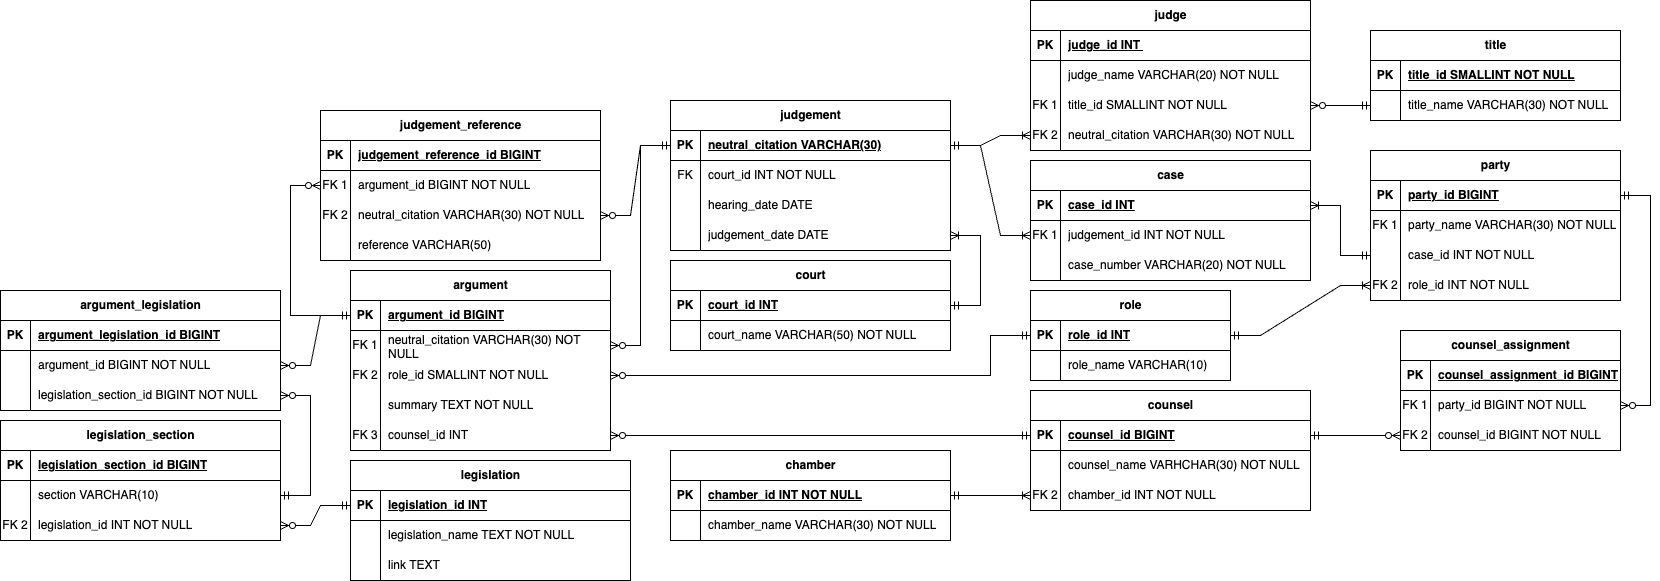 judge
PK judge_id INT
judge_name VARCHAR(20) NOT NULL
FK 1 title_id SMALLINT NOT NULL
FK 2 neutral_citation VARCHAR(30) NOT NULL
title
PK title_id SMALLINT NOT NULL
title_name VARCHAR(30) NOT NULL
judgement_reference
PK judgement_reference_id BIGINT
FK 1 argument_id BIGINT NOT NULL
FK 2 neutral_citation VARCHAR(30) NOT NULL
reference VARCHAR(50)
judgement
PK neutral_citation VARCHAR(30)
FK court_id INT NOT NULL
hearing_date DATE
judgement_date DATE
case
PK case_id INT
FK 1 judgement_id INT NOT NULL
case_number VARCHAR(20) NOT NULL
party
PK party_id BIGINT
FK 1 party_name VARCHAR(30) NOT NULL
case_id INT NOT NULL
FK 2 role_id INT NOT NULL
argument_legislation
PK argument_legislation_id BIGINT
argument_id BIGINT NOT NULL
legislation_section_id BIGINT NOT NULL
argument
PK argument_id BIGINT
FK 1 neutral_citation VARCHAR(30) NOT
NULL
FK 2 role_id SMALLINT NOT NULL
summary TEXT NOT NULL
FK 3 counsel_id INT
court
PK court_id INT
court_name VARCHAR(50) NOT NULL
role
PK role_id INT
role_name VARCHAR(10)
counsel_assignment
PK counsel_assignment_id BIGINT
FK 1 party_id BIGINT NOT NULL
FK 2 counsel_id BIGINT NOT NULL
legislation_section
PK legislation_section_id BIGINT
section VARCHAR(10)
FK 2 legislation_id INT NOT NULL
legislation
PK legislation_id INT
legislation_name TEXT NOT NULL
link TEXT
chamber
PK chamber_id INT NOT NULL
chamber_name VARCHAR(30) NOT NULL
counsel
PK counsel_id BIGINT
counsel_name VARHCHAR(30) NOT NULL
FK 2 chamber_id INT NOT NULL